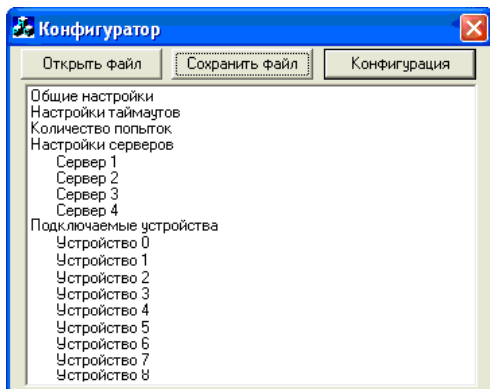 Конфигуратор
Открыть файл Сохранить файл Конфигурация
Общие настройки
Настройки таймаутов
Количество попыток
Настройки серверов
Сервер 1
Сервер 2
Сервер 3
Сервер 4
Подключаемые устройства
Устройство 0
Устройство 1
Устройство 2
Устройство 3
Устройство 4
Устройство 5
Устройство 6
Устройство 7
Устройство 8